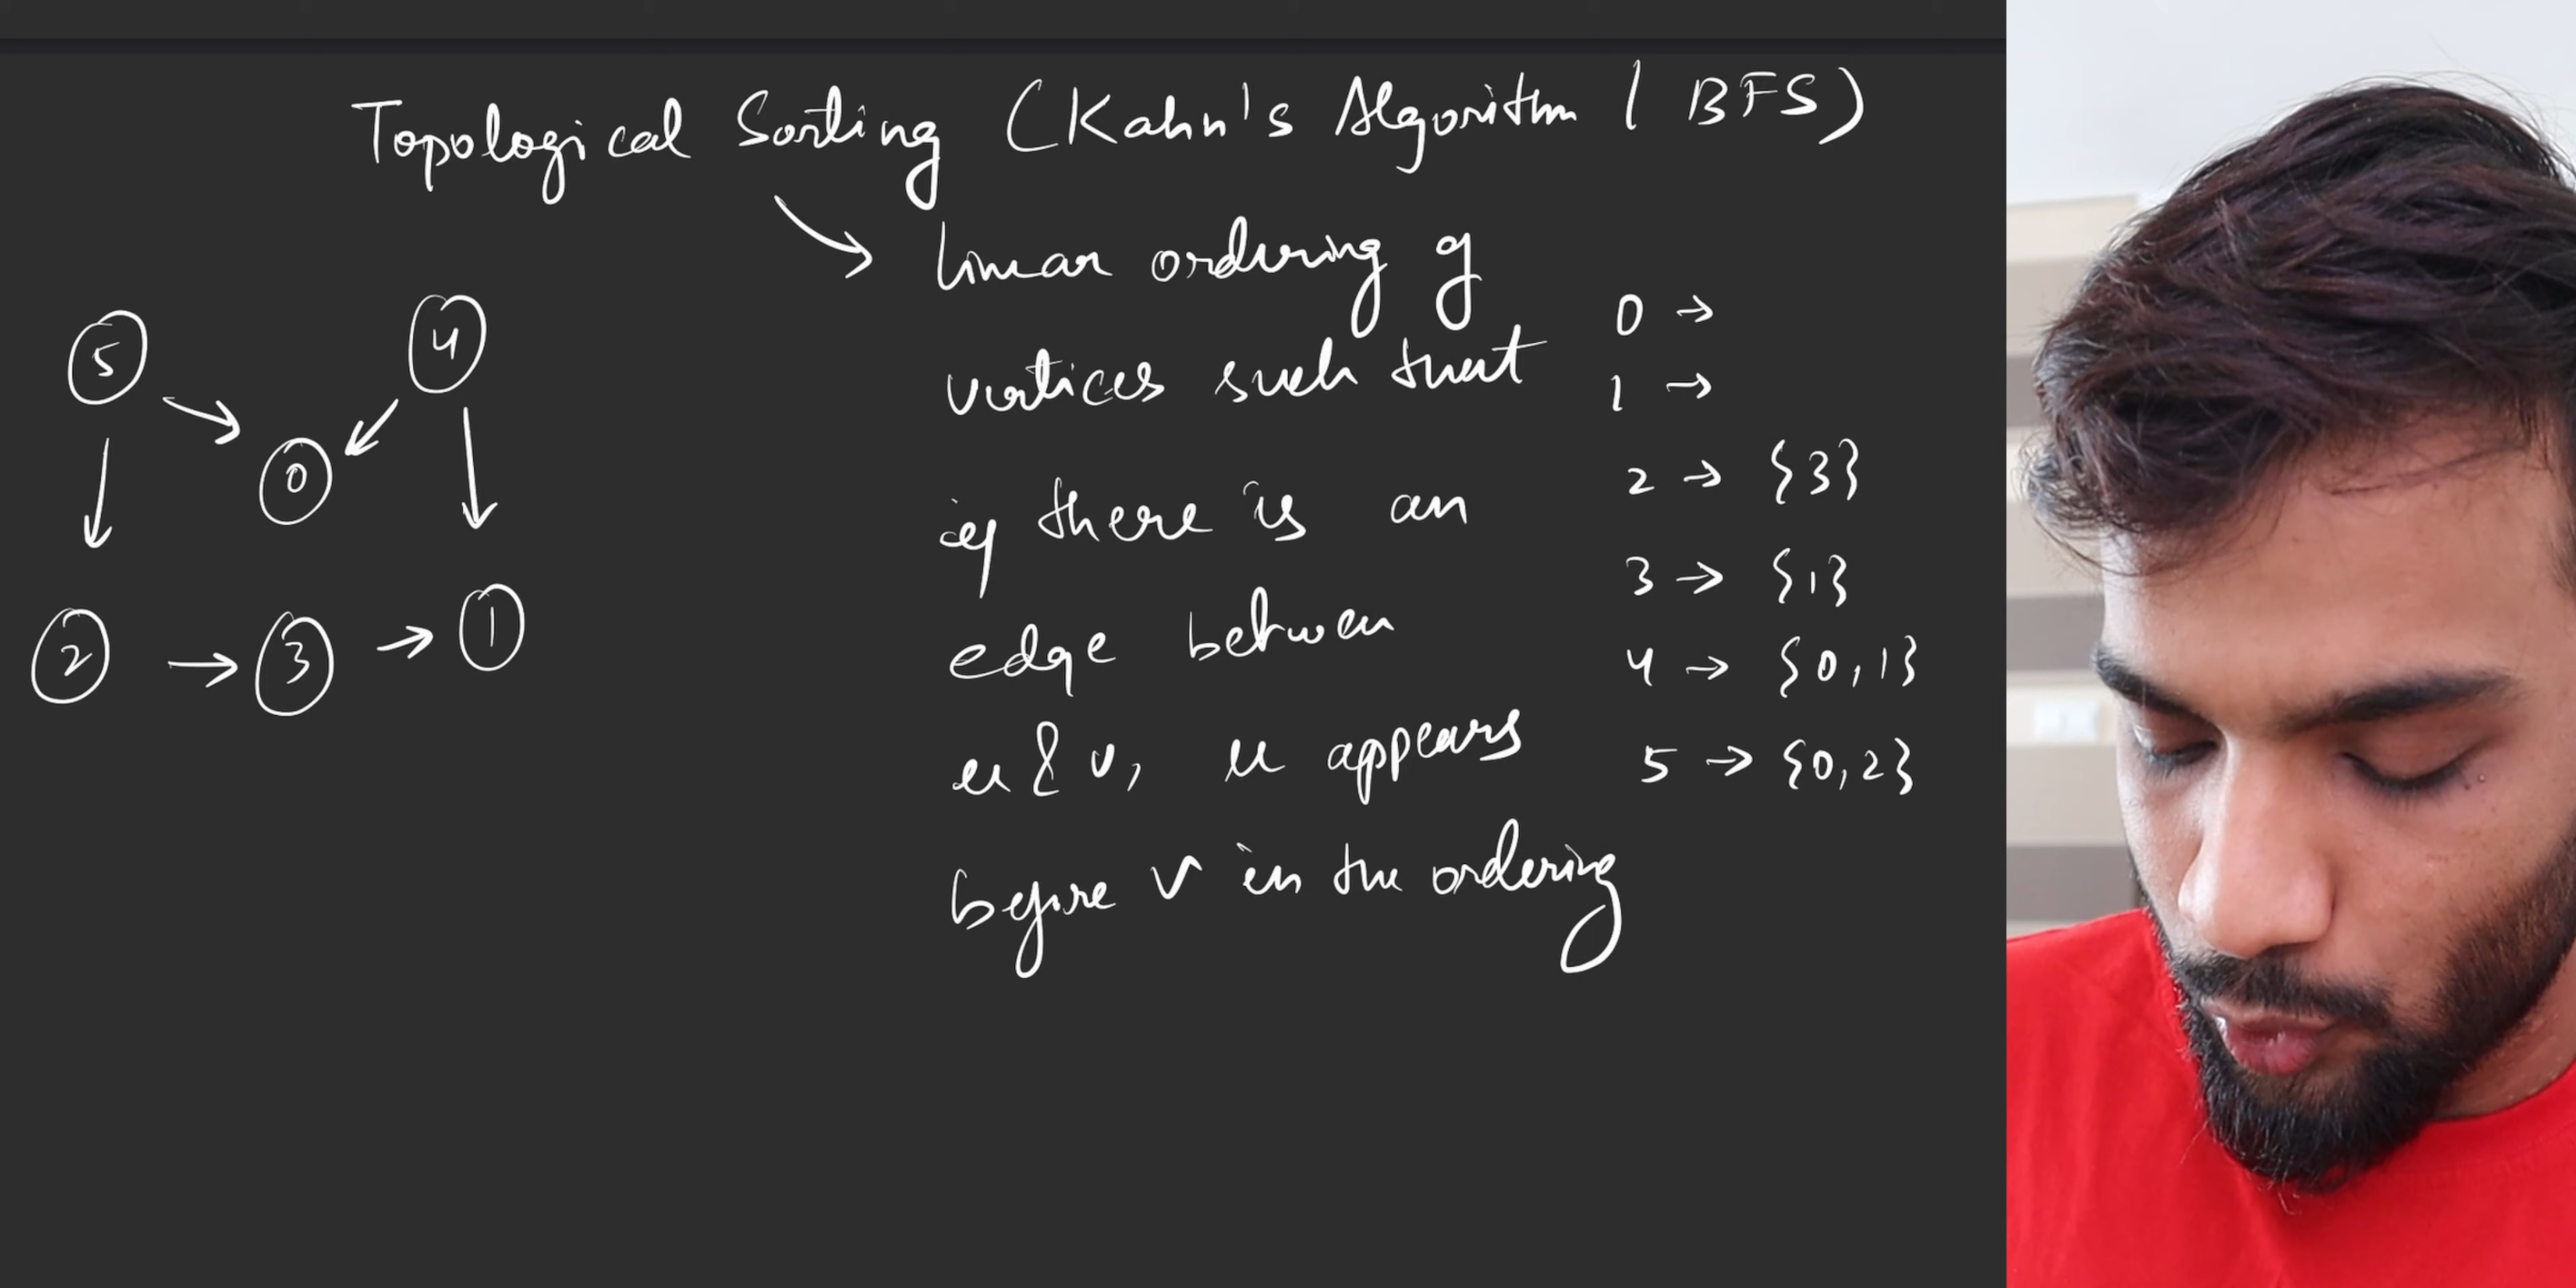 Topological Sorting (Kahn's Algorithm | BFS)
linear ordering of
vertices such that
if there is an
edge between
u & v, u appears
before v in the ordering
5
4
0
2
3
1
0 →
1 →
2 → {3}
3 → {1}
4 → {0,1}
5 → {0,2}